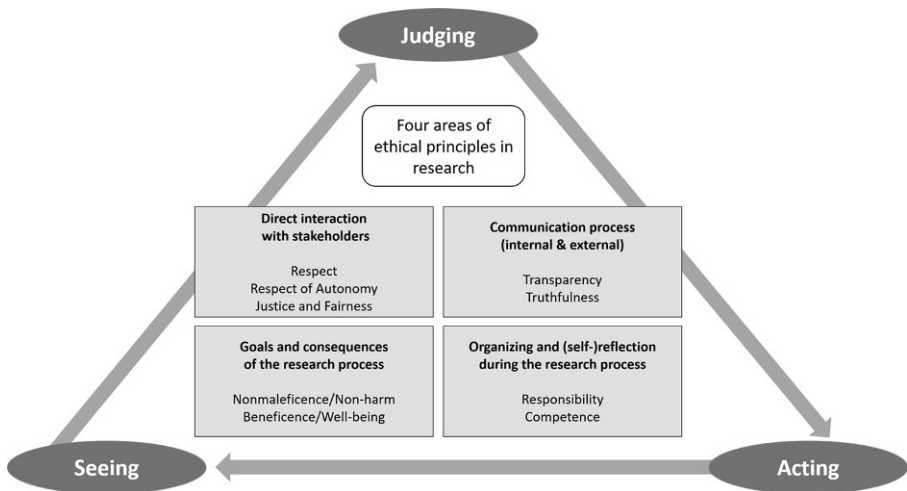 Judging
Four areas of
ethical principles in
research
Direct interaction
with stakeholders
Respect
Respect of Autonomy
Justice and Fairness
Communication process
(internal & external)
Transparency
Truthfulness
Goals and consequences
of the research process
Nonmaleficence/Non-harm
Beneficence/Well-being
Organizing and (self-)reflection
during the research process
Responsibility
Competence
Seeing
Acting